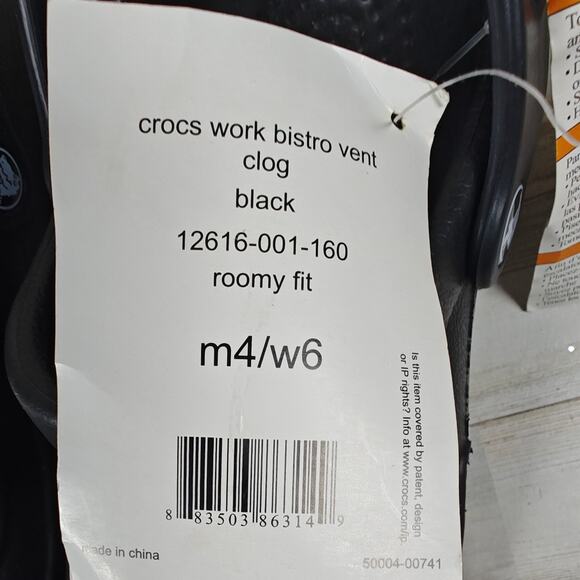 crocs work bistro vent
clog
black
12616-001-160
roomy fit
m4/w6
Is this item covered by patent, design
or IP rights? Info at www.crocs.com/ip.
8 83503 86314 9
made in china
50004-00741